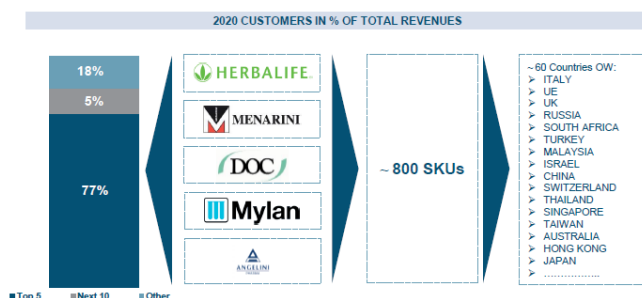 2020 CUSTOMERS IN % OF TOTAL REVENUES
18%
5%
77%
HERBALIFE
MENARINI
DOC
Mylan
ANGELINI
~ 800 SKUs
~ 60 Countries OW:
ITALY
UE
UK
RUSSIA
SOUTH AFRICA
TURKEY
MALAYSIA
ISRAEL
CHINA
SWITZERLAND
THAILAND
SINGAPORE
TAIWAN
AUSTRALIA
HONG KONG
JAPAN
.................
Top 5
Next 10
Other